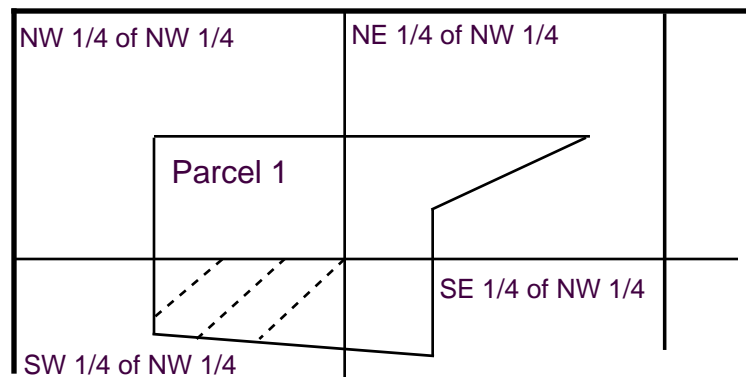 NW 1/4 of NW 1/4
NE 1/4 of NW 1/4
Parcel 1
SE 1/4 of NW 1/4
SW 1/4 of NW 1/4